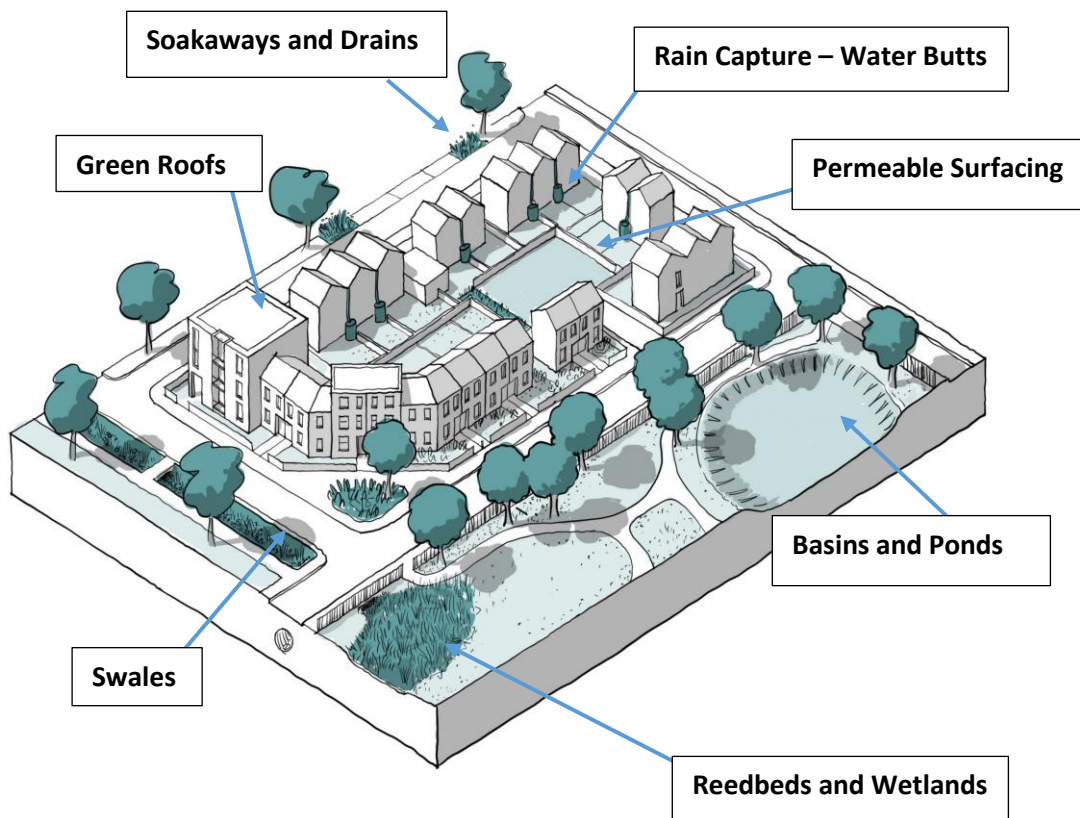 Soakaways and Drains
Rain Capture – Water Butts
Green Roofs
Permeable Surfacing
Basins and Ponds
Swales
Reedbeds and Wetlands